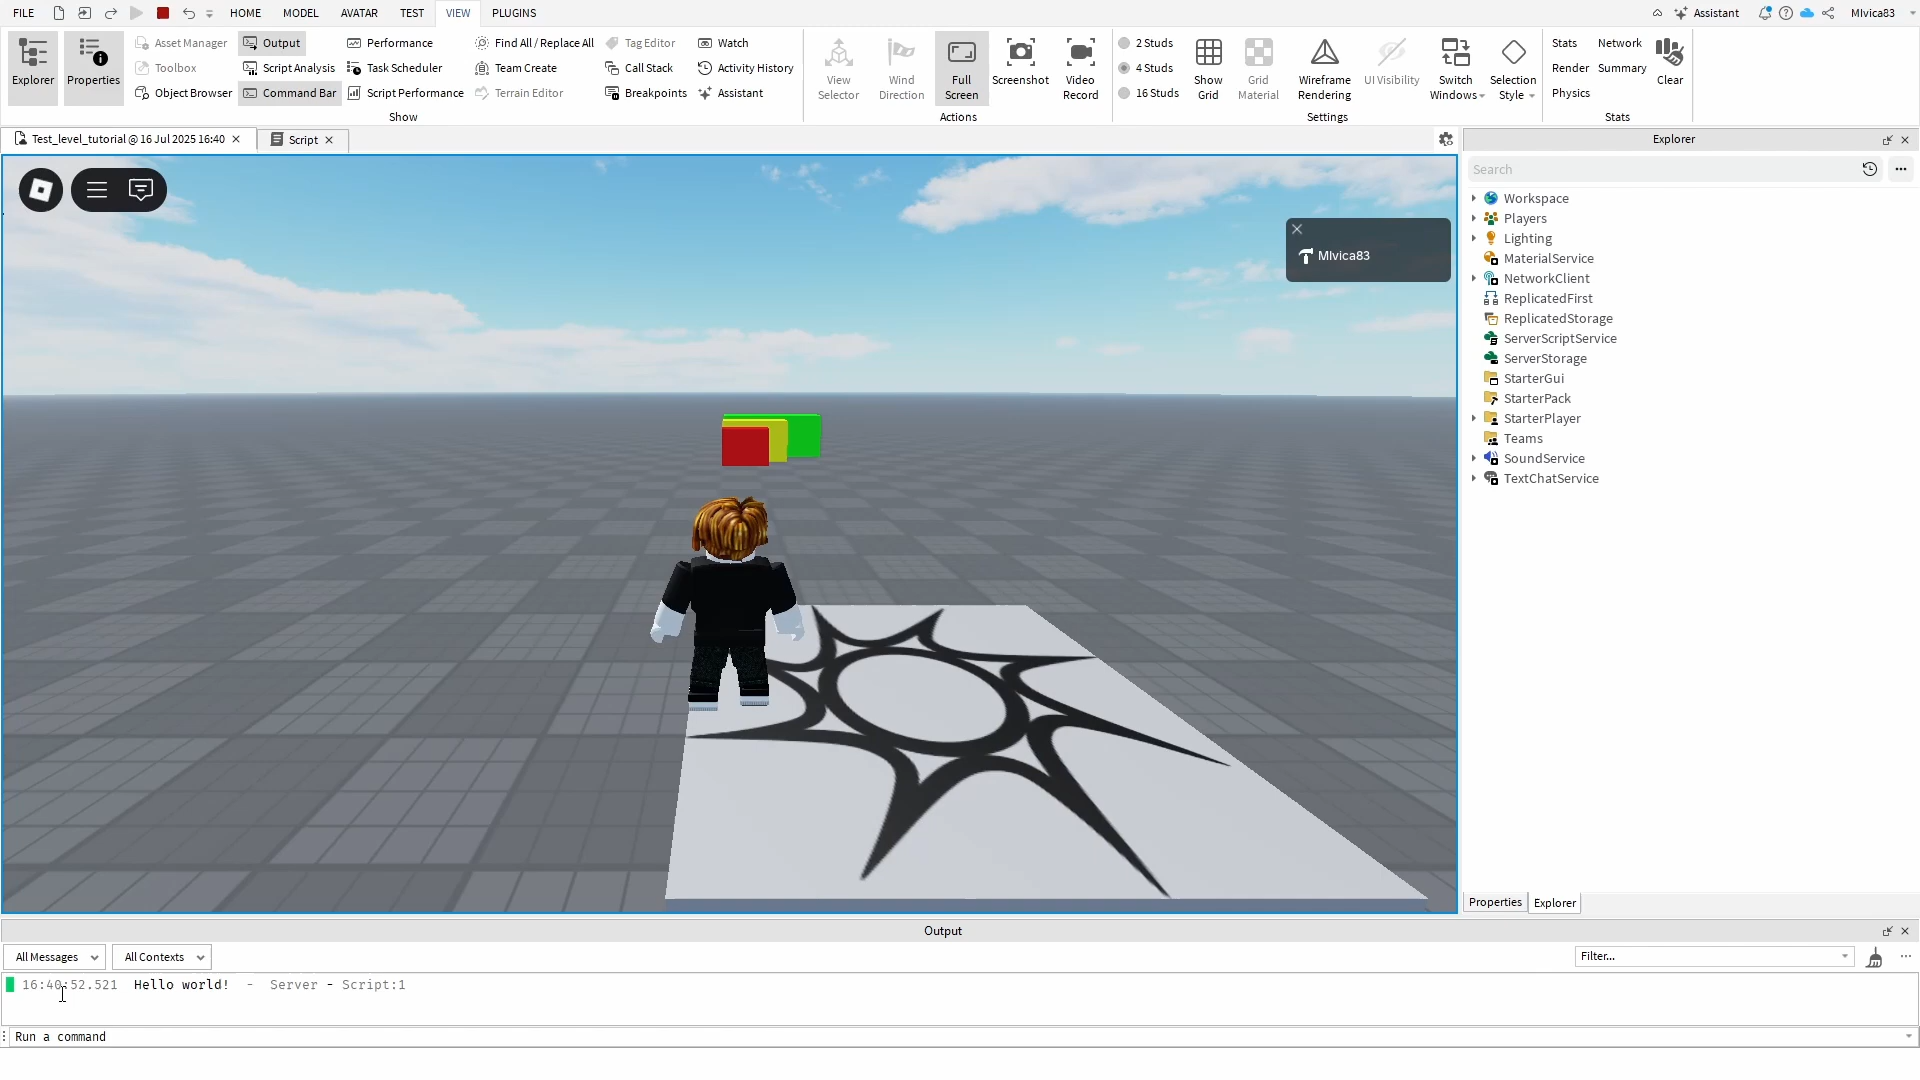 FILE HOME MODEL AVATAR TEST VIEW PLUGINS Assistant MIvica83
Explorer
Properties
Asset Manager
Toolbox
Object Browser
Output
Script Analysis
Command Bar
Performance
Task Scheduler
Script Performance
Find All / Replace All
Team Create
Terrain Editor
Tag Editor
Call Stack
Breakpoints
Watch
Activity History
Assistant
Show
View
Selector
Wind
Direction
Full
Screen
Screenshot
Video
Record
Actions
2 Studs
4 Studs
16 Studs
Show
Grid
Grid
Material
Wireframe
Rendering
UI Visibility
Switch
Windows
Selection
Style
Settings
Stats
Render
Physics
Network
Summary
Clear
Stats
Test_level_tutorial @ 16 Jul 2025 16:40
Script
MIvica83
Explorer
Search
Workspace
Players
Lighting
MaterialService
NetworkClient
ReplicatedFirst
ReplicatedStorage
ServerScriptService
ServerStorage
StarterGui
StarterPack
StarterPlayer
Teams
SoundService
TextChatService
Properties Explorer
Output
All Messages All Contexts Filter...
16:40:52.521 Hello world! - Server - Script:1
Run a command